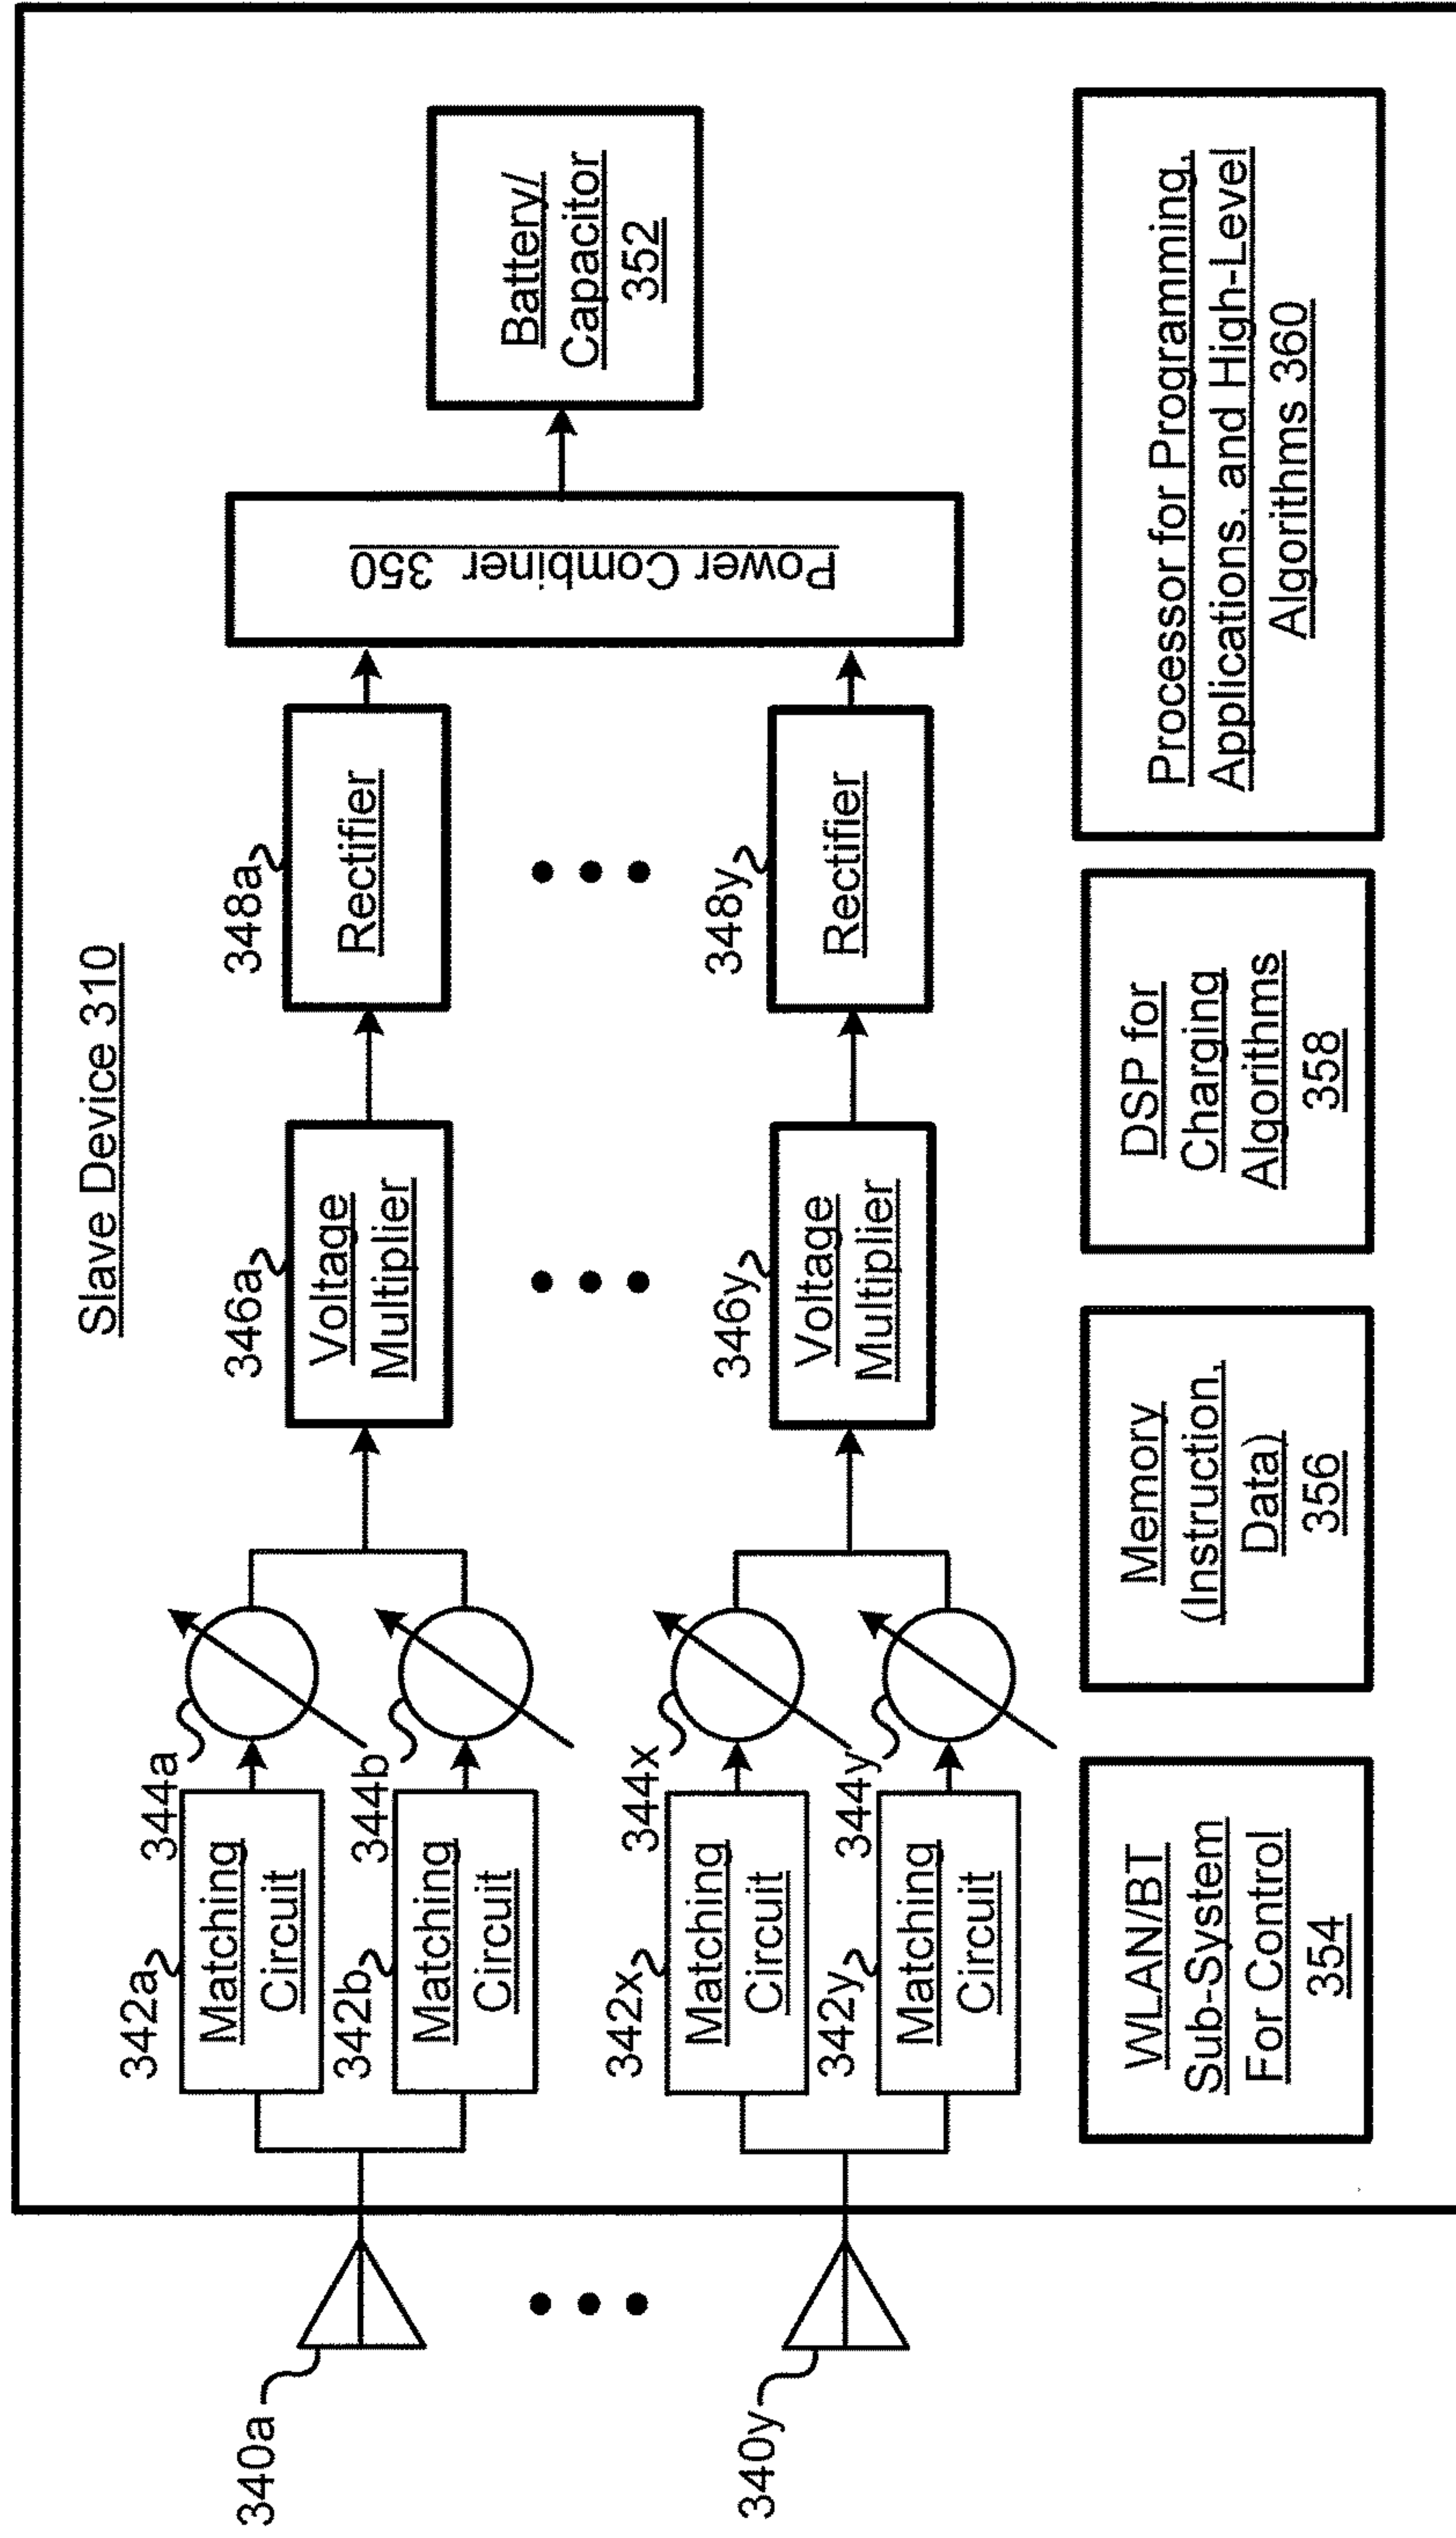 Slave Device 310
340a
342a
Matching
Circuit
344a
342b
Matching
Circuit
344b
346a
Voltage
Multiplier
348a
Rectifier
Power Combiner 350
Battery/
Capacitor
352
340y
342x
Matching
Circuit
344x
342y
Matching
Circuit
344y
346y
Voltage
Multiplier
348y
Rectifier
WLAN/BT
Sub-System
For Control
354
Memory
(Instruction,
Data)
356
DSP for
Charging
Algorithms
358
Processor for Programming,
Applications, and High-Level
Algorithms 360